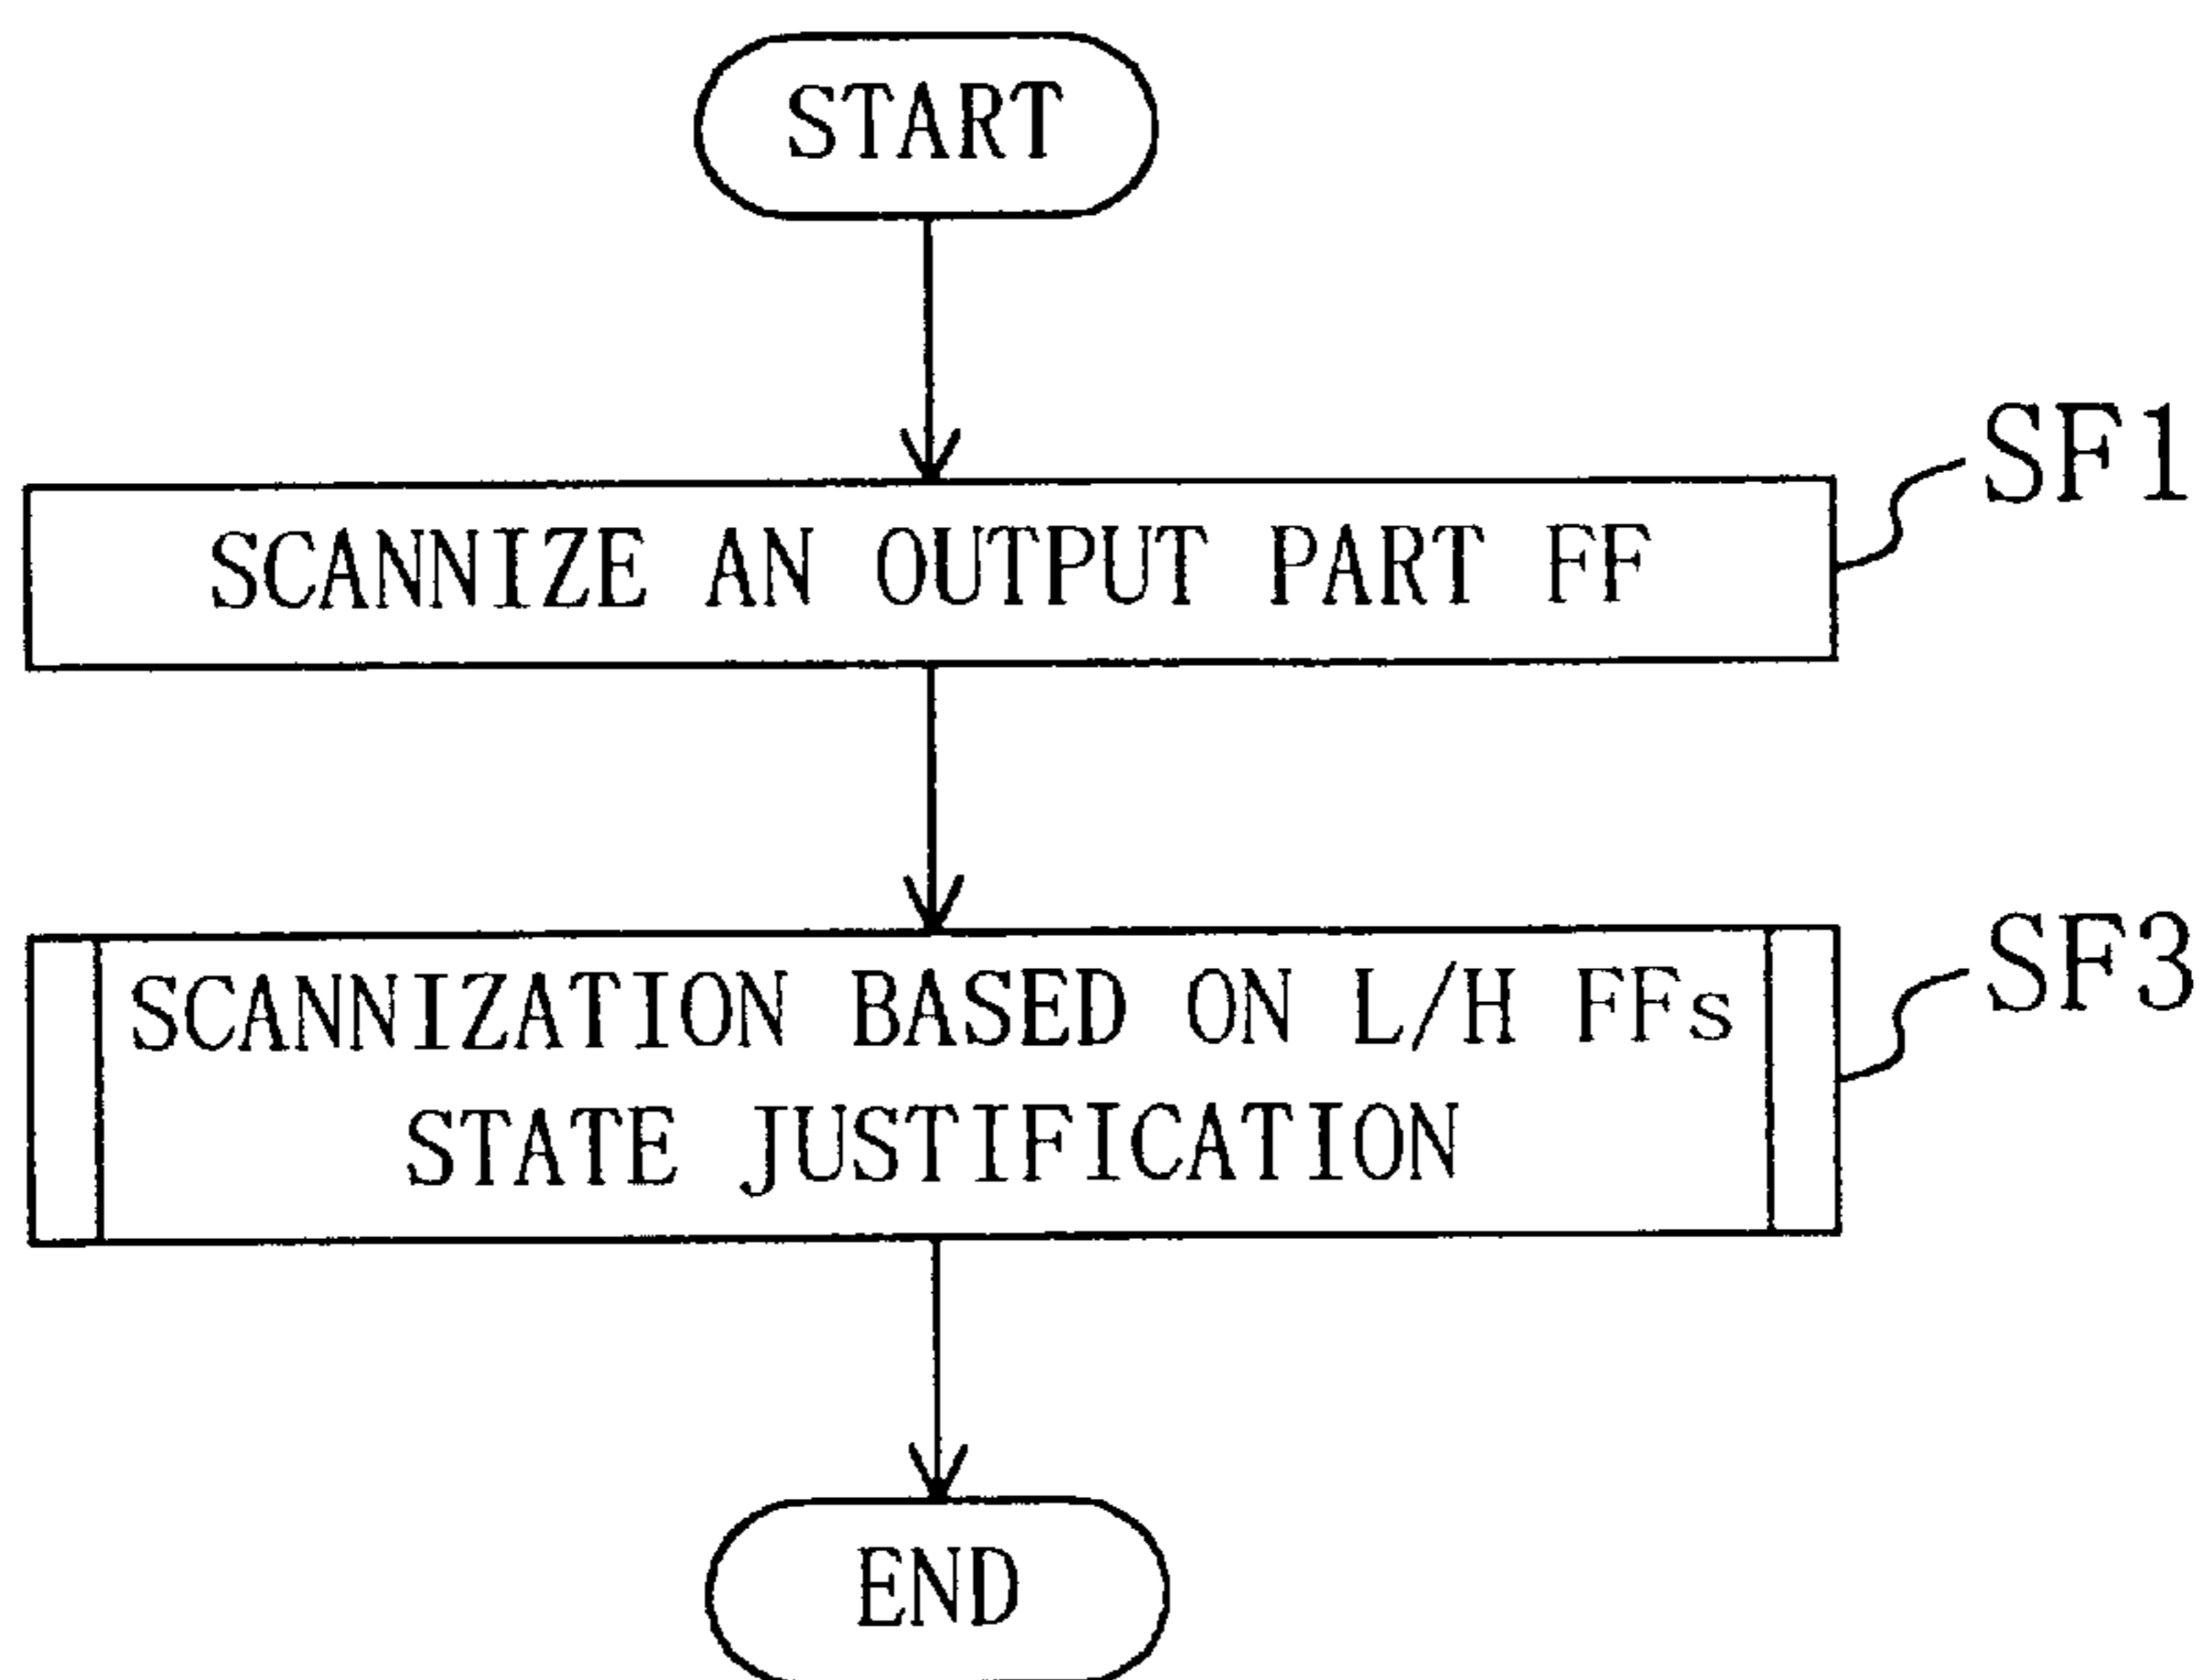 START
SF1
SCANNIZE AN OUTPUT PART FF
SF3
SCANNIZATION BASED ON L/H FFs
STATE JUSTIFICATION
END